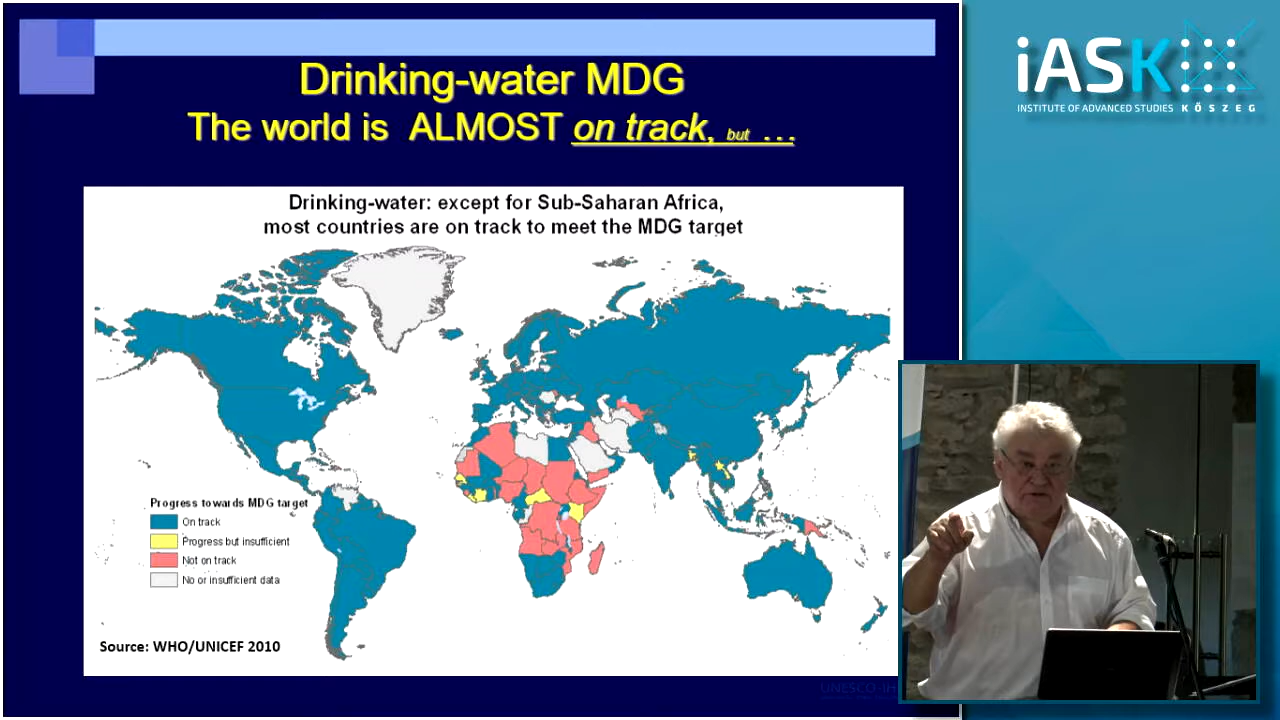 Drinking-water MDG
The world is ALMOST on track, but ...
Drinking-water: except for Sub-Saharan Africa,
most countries are on track to meet the MDG target
Progress towards MDG target
On track
Progress but insufficient
Not on track
No or insufficient data
Source: WHO/UNICEF 2010
UNESCO-IH
iASK
INSTITUTE OF ADVANCED STUDIES KŐSZEG